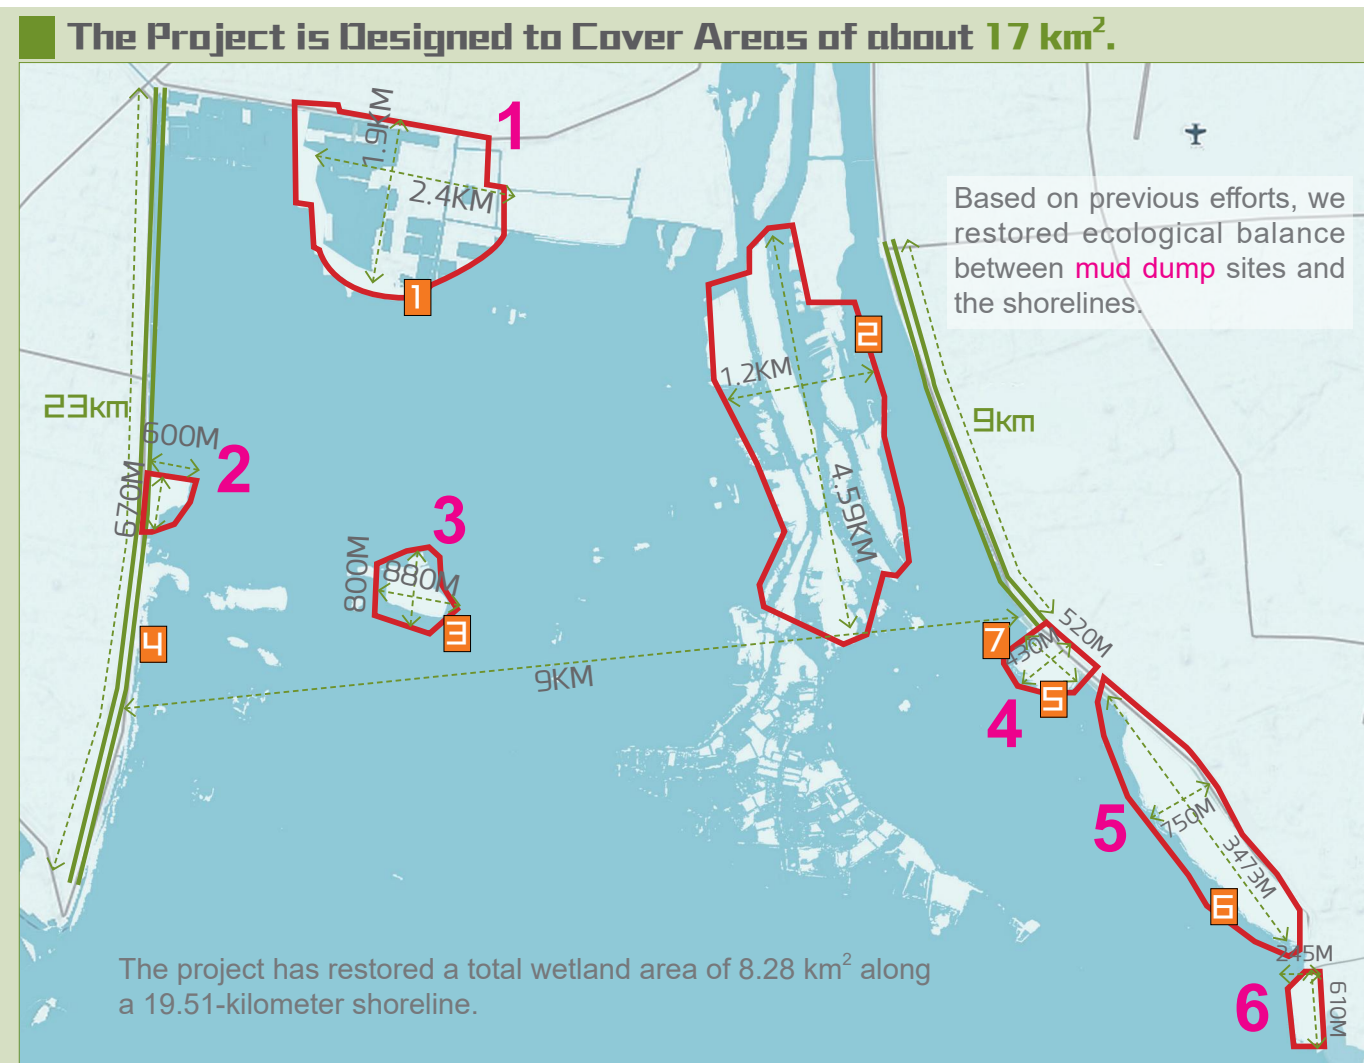 The Project is Designed to Cover Areas of about 17 km².
1
1.9KM
2.4KM
1
Based on previous efforts, we
restored ecological balance
between mud dump sites and
the shorelines.
2
1.2KM
4.59KM
23km
9km
600M
2
670M
3
800M
880M
3
4
9KM
7
520M
430M
5
4
5
750M
3473M
6
245M
6
610M
The project has restored a total wetland area of 8.28 km² along
a 19.51-kilometer shoreline.